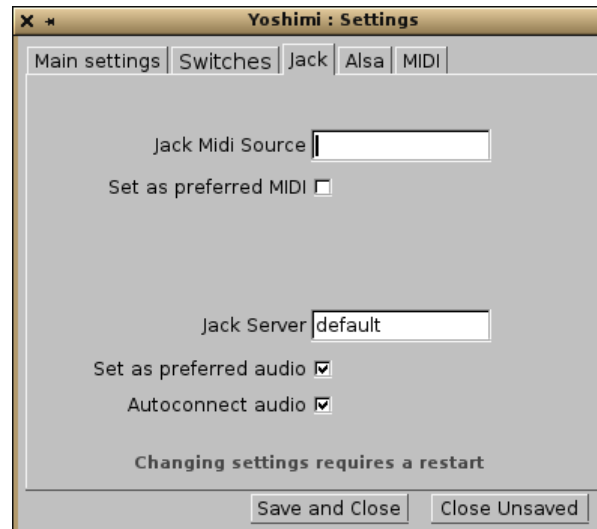 Yoshimi : Settings
Main settings Switches Jack Alsa MIDI
Jack Midi Source
Set as preferred MIDI
Jack Server default
Set as preferred audio
Autoconnect audio
Changing settings requires a restart
Save and Close Close Unsaved